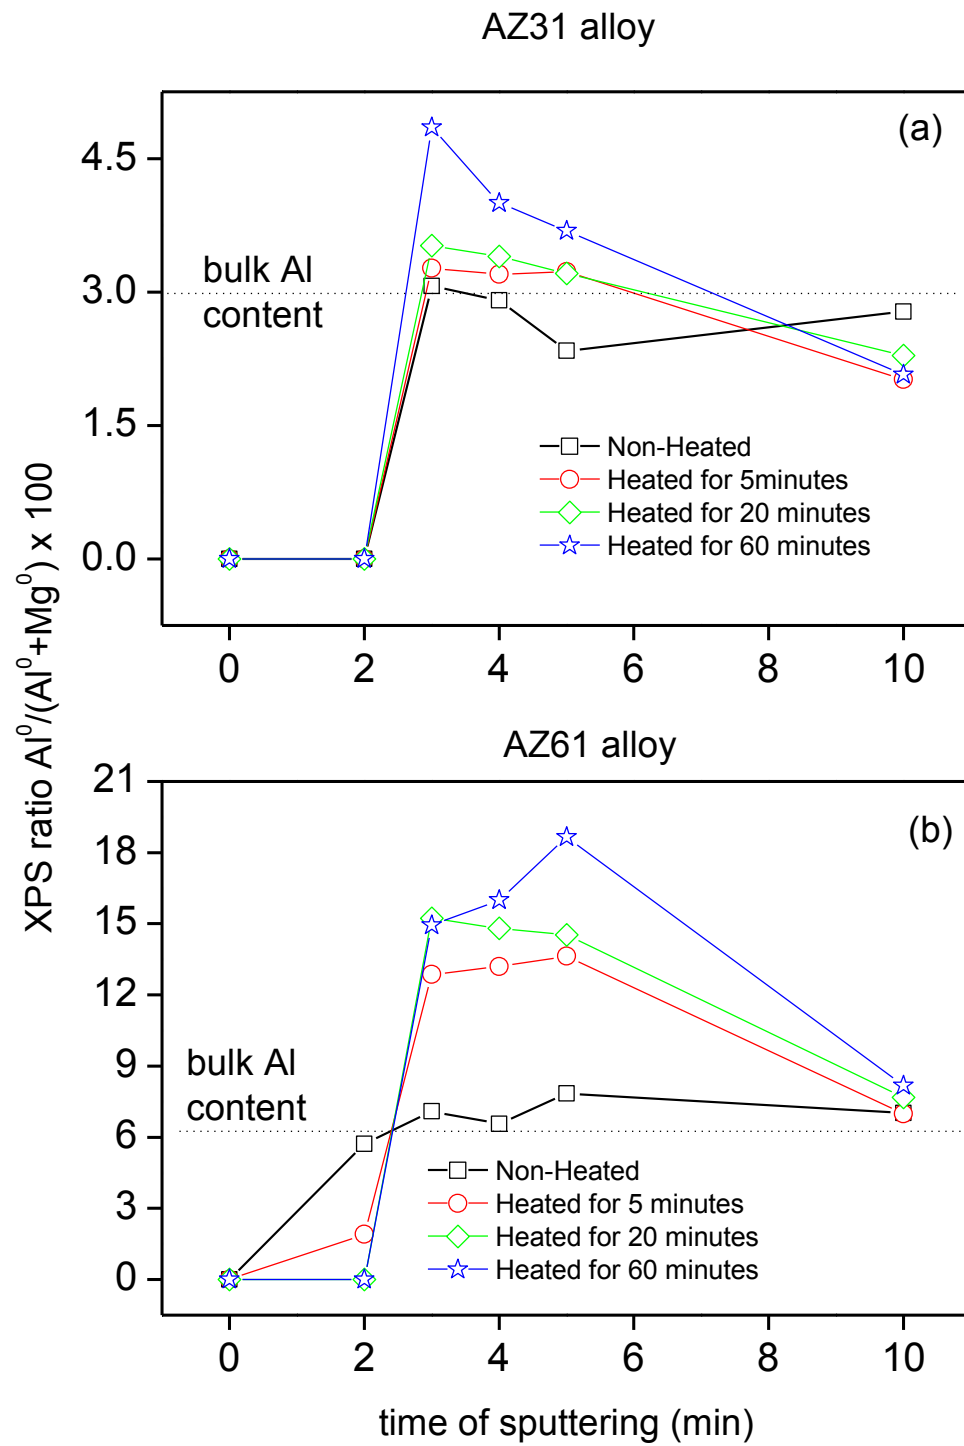 AZ31 alloy
(a)
4.5
bulk Al
3.0
content
1.5
Non-Heated
Heated for 5minutes
Heated for 20 minutes
Heated for 60 minutes
0.0
0 2 4 6 8 10
XPS ratio Al⁰/(Al⁰+Mg⁰) x 100
AZ61 alloy
21
(b)
18
15
12
9
bulk Al
content
6
Non-Heated
3
Heated for 5 minutes
Heated for 20 minutes
Heated for 60 minutes
0
0 2 4 6 8 10
time of sputtering (min)